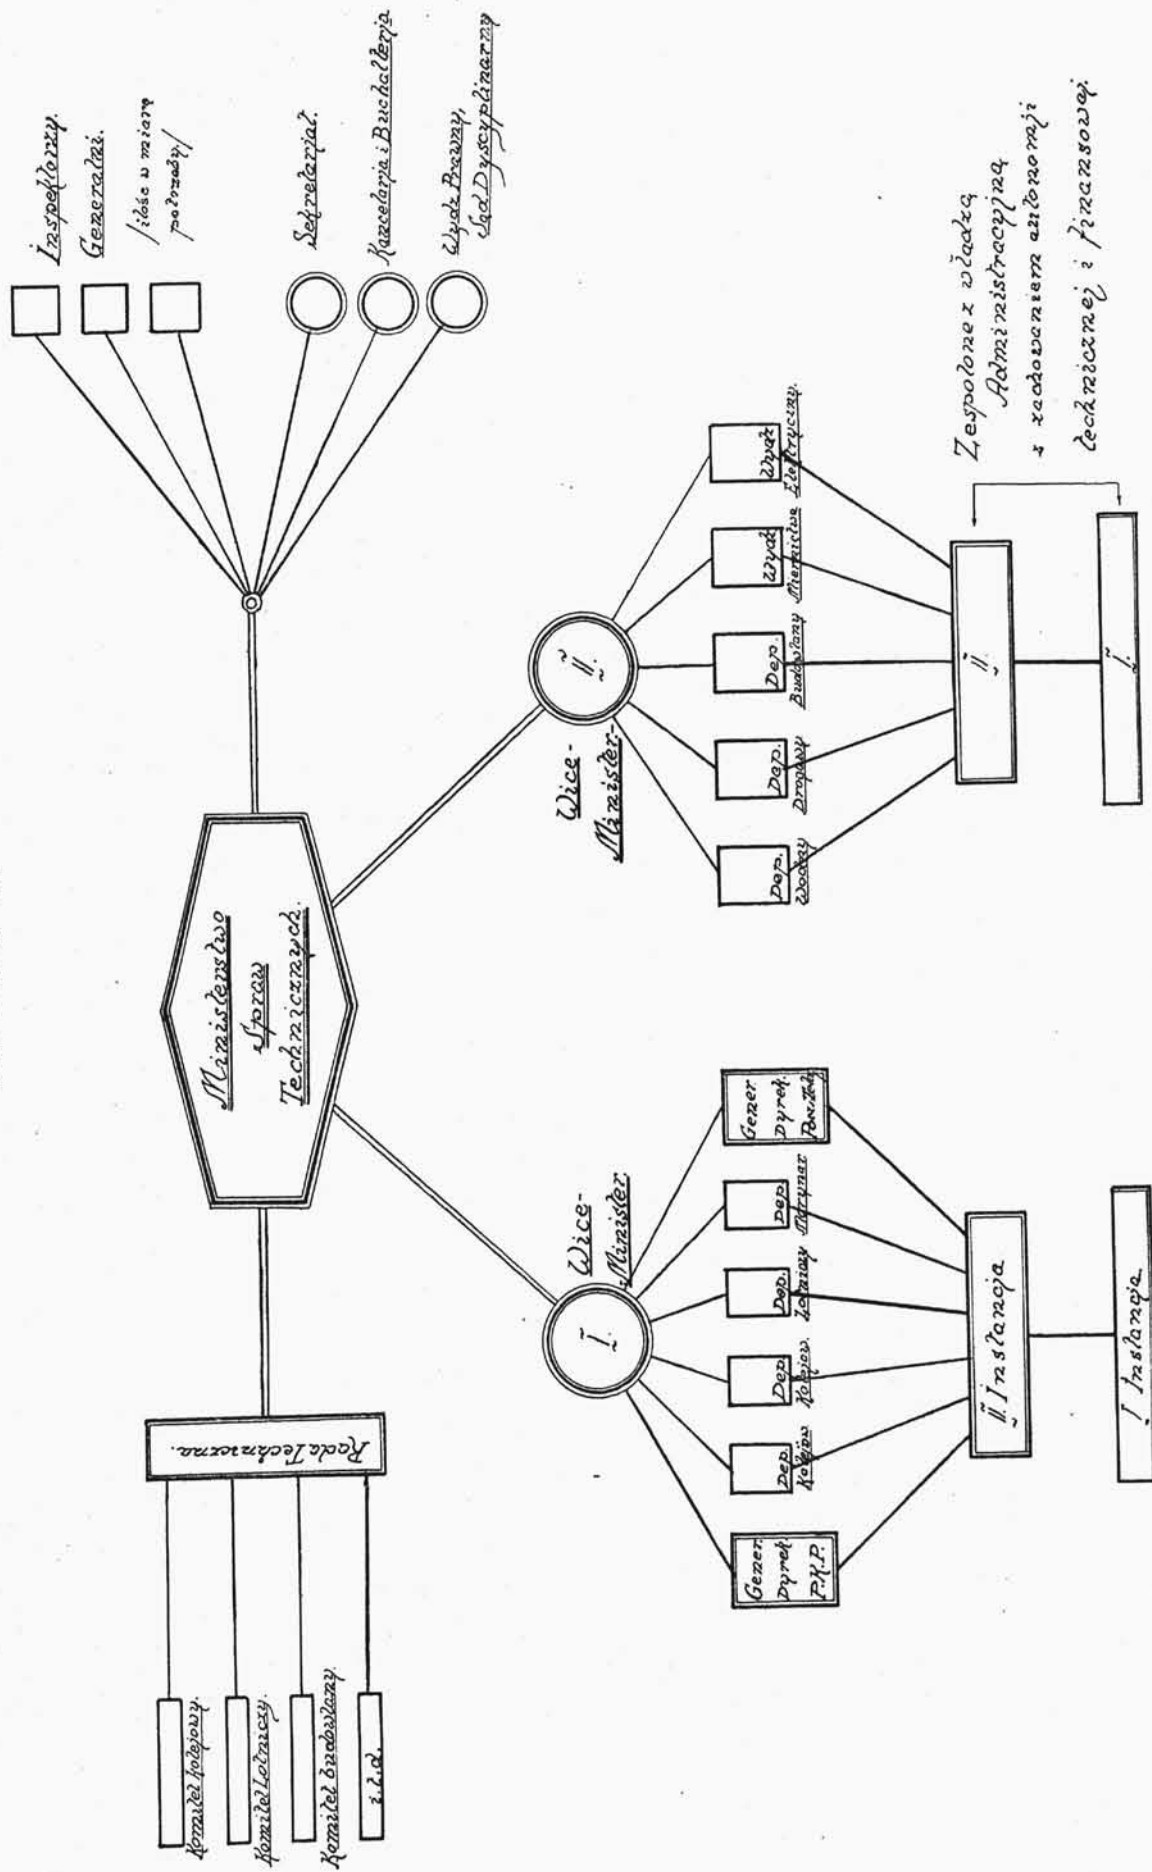 Ministerstwo
Spraw
Technicznych.
Rada Techniczna.
Komitet kolejowy.
Komitet Lotniczy.
Komitet budowlany.
i.t.d.
Inspektorzy.
Generalni.
/ilość w miarę
potrzeby/
Sekretarjat.
Kancelarja i Buchalterja
Wydz. Prawny,
Sąd Dyscyplinarny
Wice-
Minister.
I.
Gener
Dyrek.
P.K.P.
Dep.
Kolejow
Dep.
Kolejow.
Dep.
Lotniczy
Dep.
Marynar
Gener
Dyrek.
II. Instancja
I Instancja
Wice-
Minister.-
II.
Dep.
Wodny
Dep.
Drogowy
Dep.
Budowlany
Wydz
Miernictwa
Wydz
Elektryczny.
II.
I.
Zespolone z władzą
Administracyjną
z zachowaniem autonomji
technicznej i finansowej.